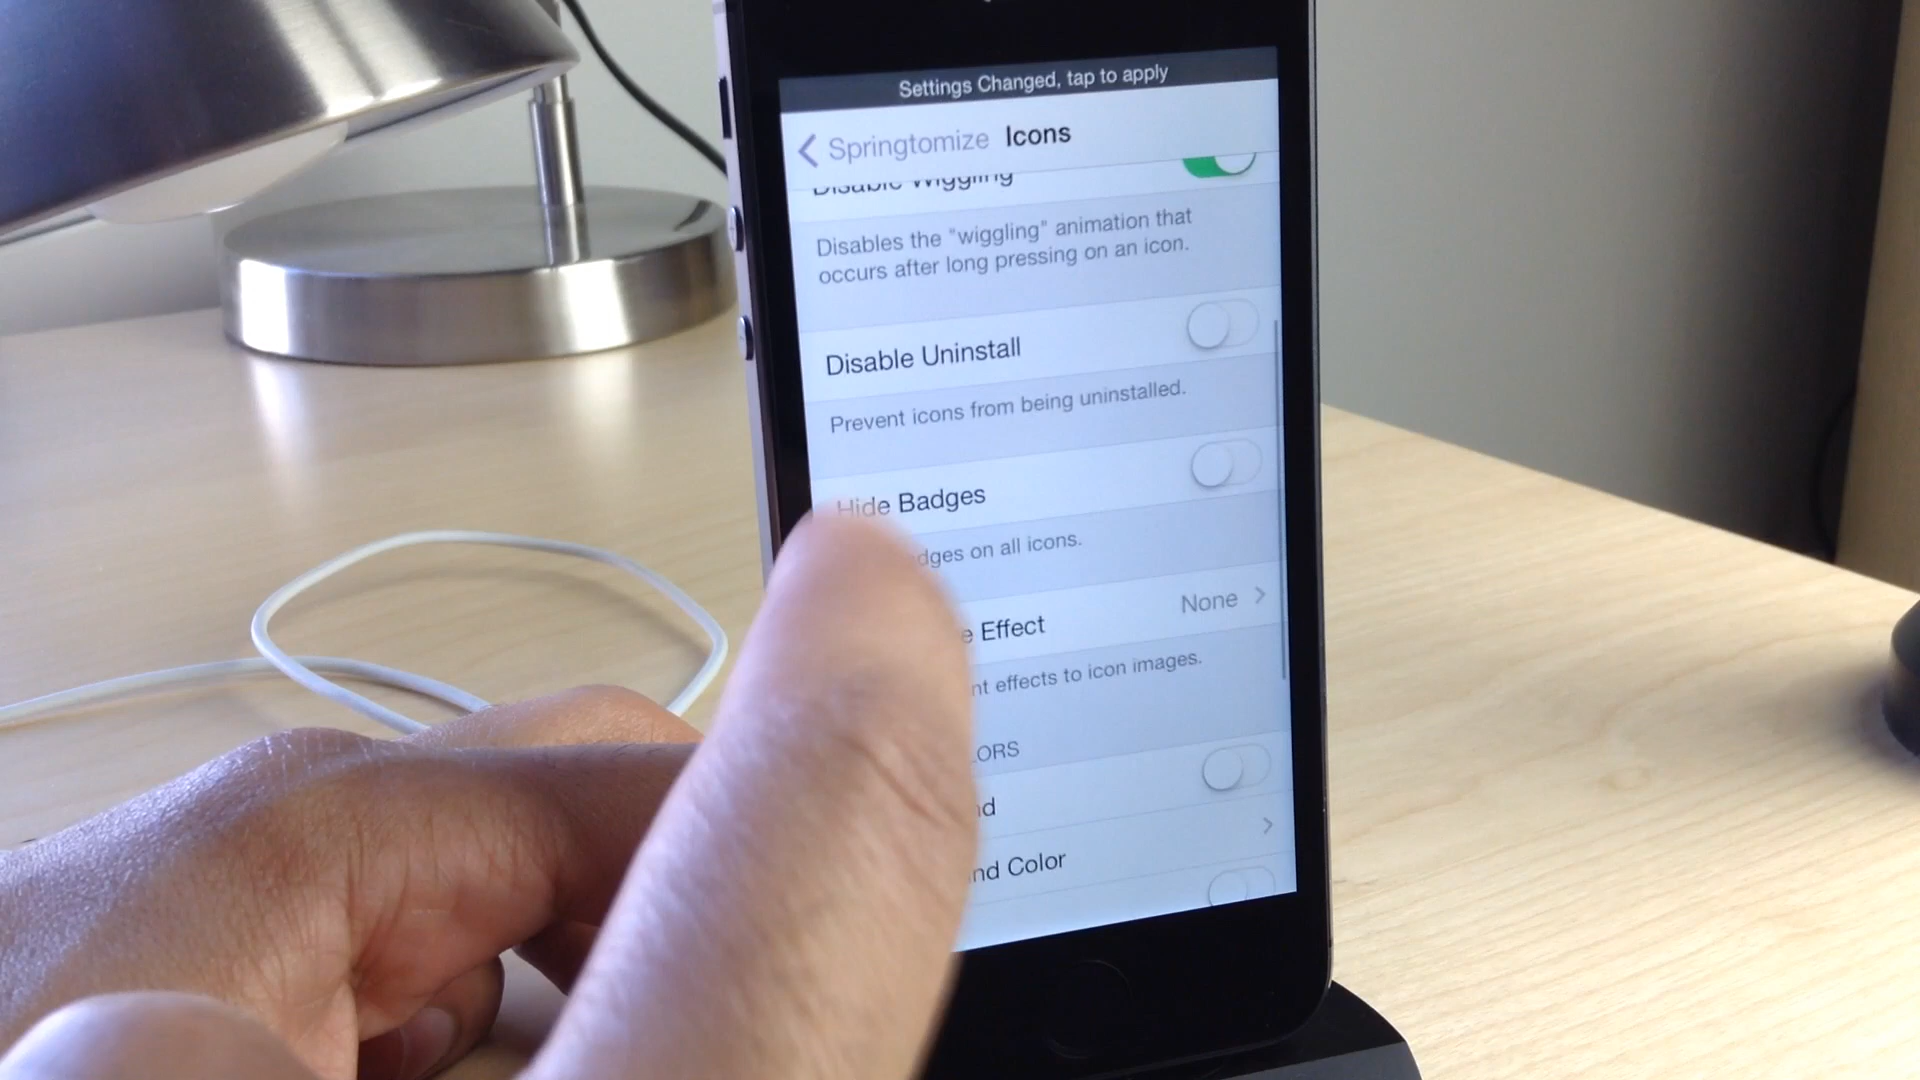 Settings Changed, tap to apply
Springtomize Icons
Disable Wiggling
Disables the "wiggling" animation that
occurs after long pressing on an icon.
Disable Uninstall
Prevent icons from being uninstalled.
Hide Badges
dges on all icons.
e Effect None
nt effects to icon images.
ORS
nd Color